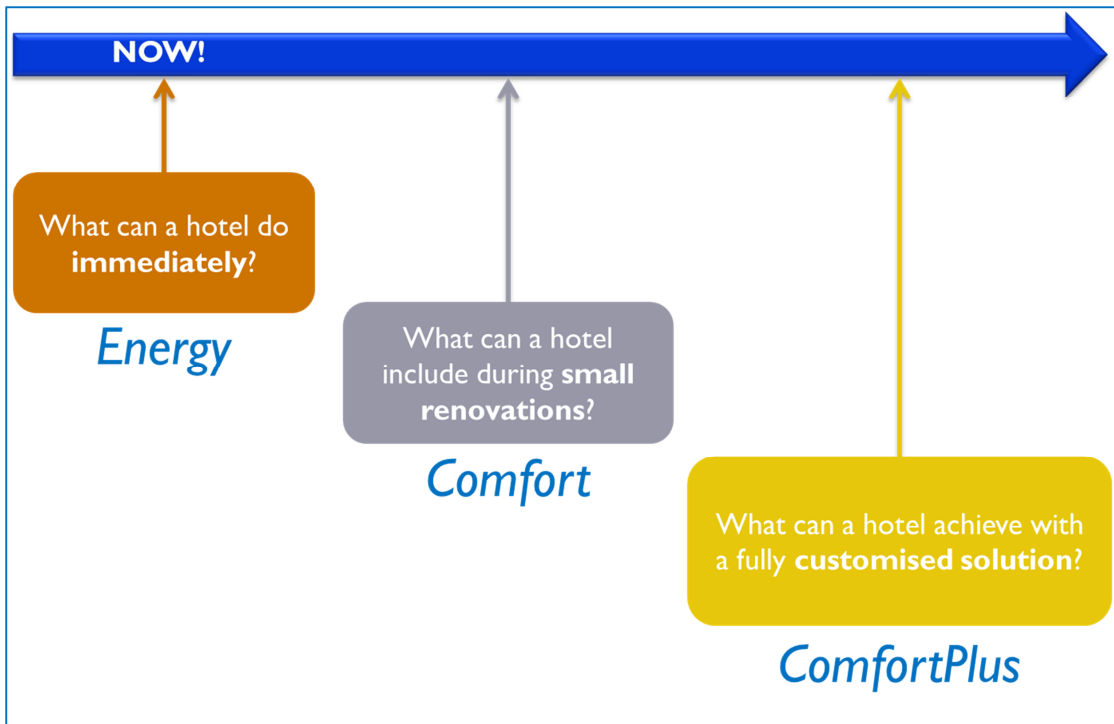 NOW!
What can a hotel do
immediately?
Energy
What can a hotel
include during small
renovations?
Comfort
What can a hotel achieve with
a fully customised solution?
ComfortPlus